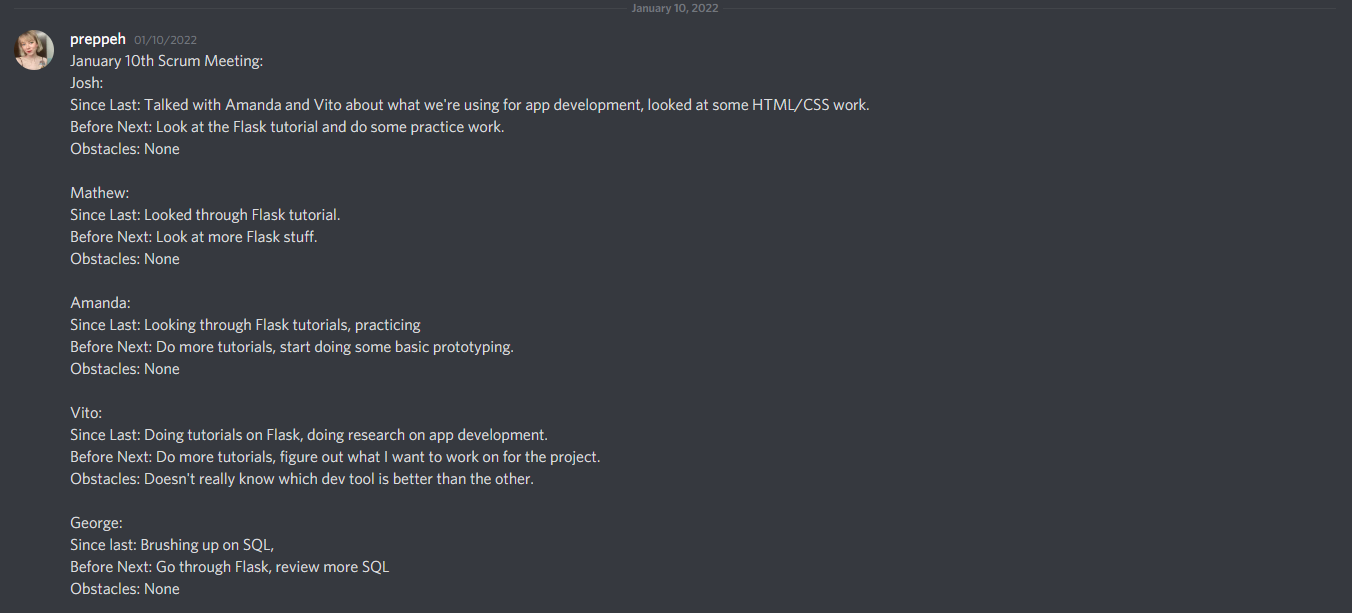 January 10, 2022
preppeh 01/10/2022
January 10th Scrum Meeting:
Josh:
Since Last: Talked with Amanda and Vito about what we're using for app development, looked at some HTML/CSS work.
Before Next: Look at the Flask tutorial and do some practice work.
Obstacles: None
Mathew:
Since Last: Looked through Flask tutorial.
Before Next: Look at more Flask stuff.
Obstacles: None
Amanda:
Since Last: Looking through Flask tutorials, practicing
Before Next: Do more tutorials, start doing some basic prototyping.
Obstacles: None
Vito:
Since Last: Doing tutorials on Flask, doing research on app development.
Before Next: Do more tutorials, figure out what I want to work on for the project.
Obstacles: Doesn't really know which dev tool is better than the other.
George:
Since last: Brushing up on SQL,
Before Next: Go through Flask, review more SQL
Obstacles: None